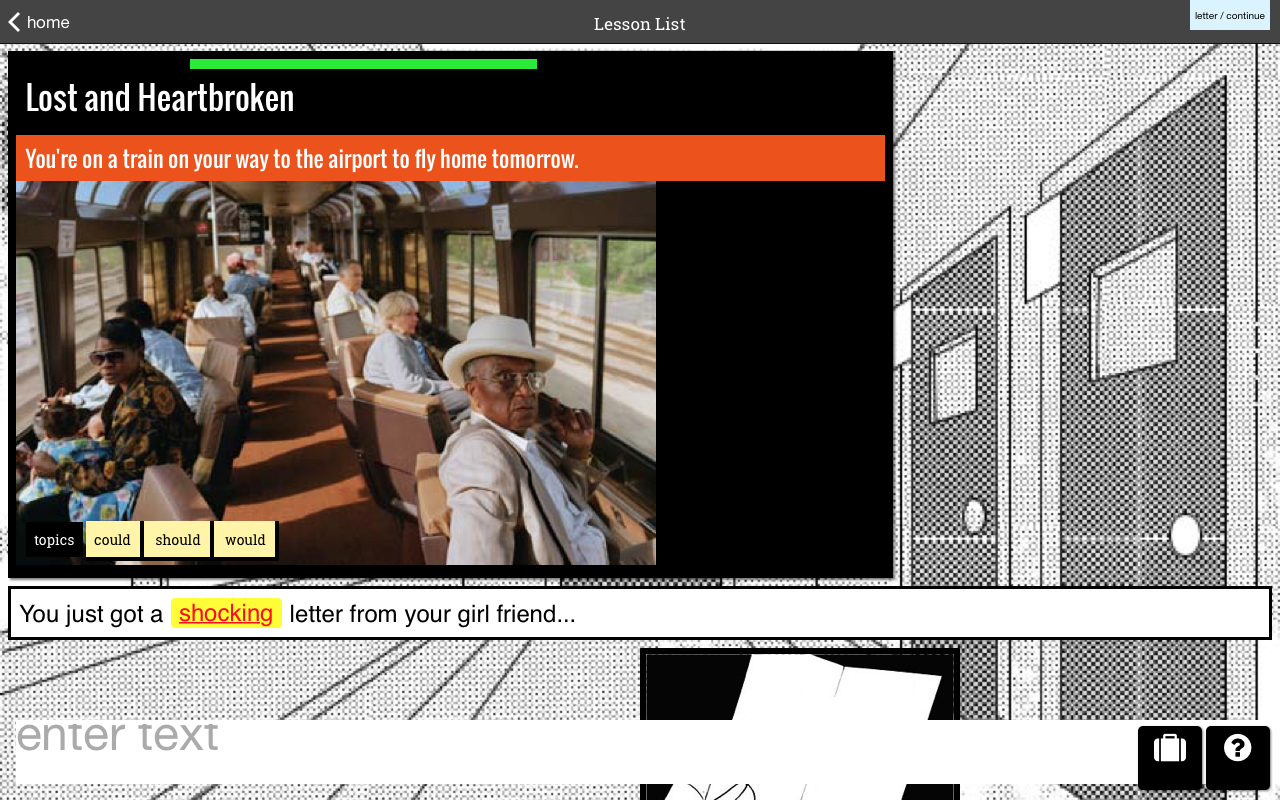 home
Lesson List
letter / continue
Lost and Heartbroken
You're on a train on your way to the airport to fly home tomorrow.
topics could should would
You just got a shocking letter from your girl friend...
enter text